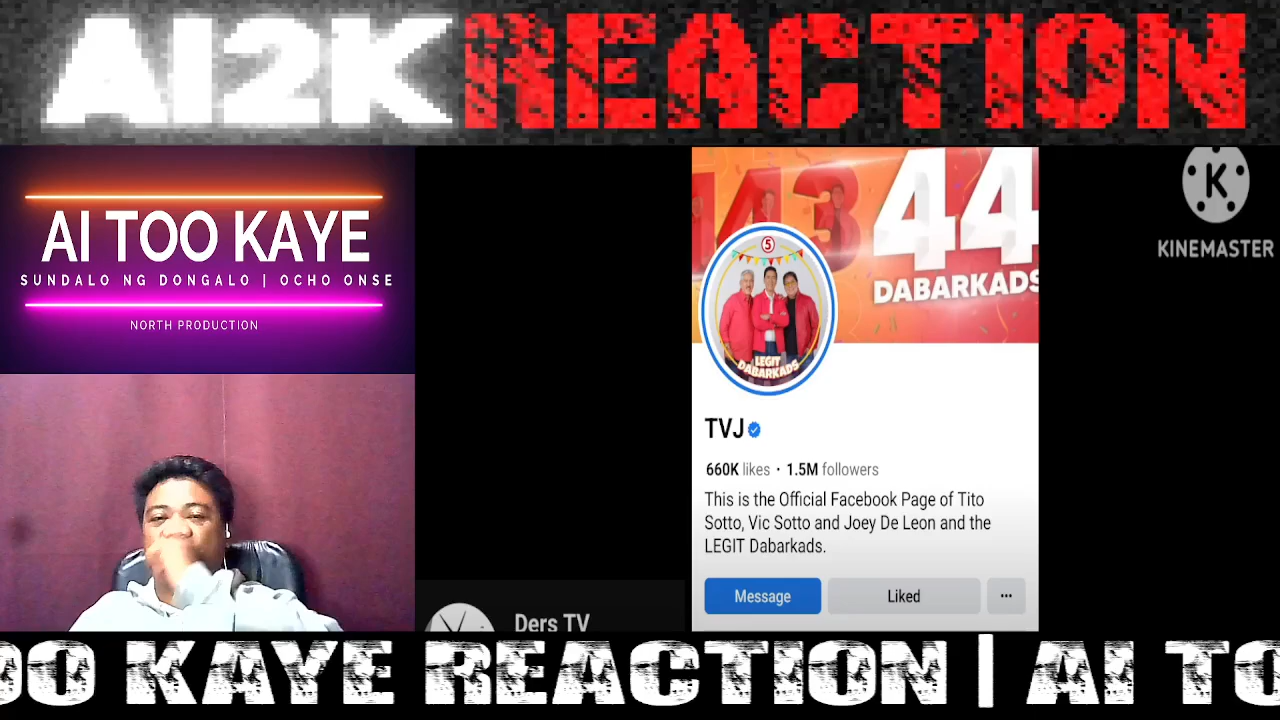 AI2K REACTION
AI TOO KAYE
SUNDALO NG DONGALO | OCHO ONSE
NORTH PRODUCTION
143
44
DABARKADS
5
LEGIT
DABARKADS
K
KINEMASTER
TVJ
660K likes · 1.5M followers
This is the Official Facebook Page of Tito
Sotto, Vic Sotto and Joey De Leon and the
LEGIT Dabarkads.
Message
Liked
Ders TV
OO KAYE REACTION | AI TO